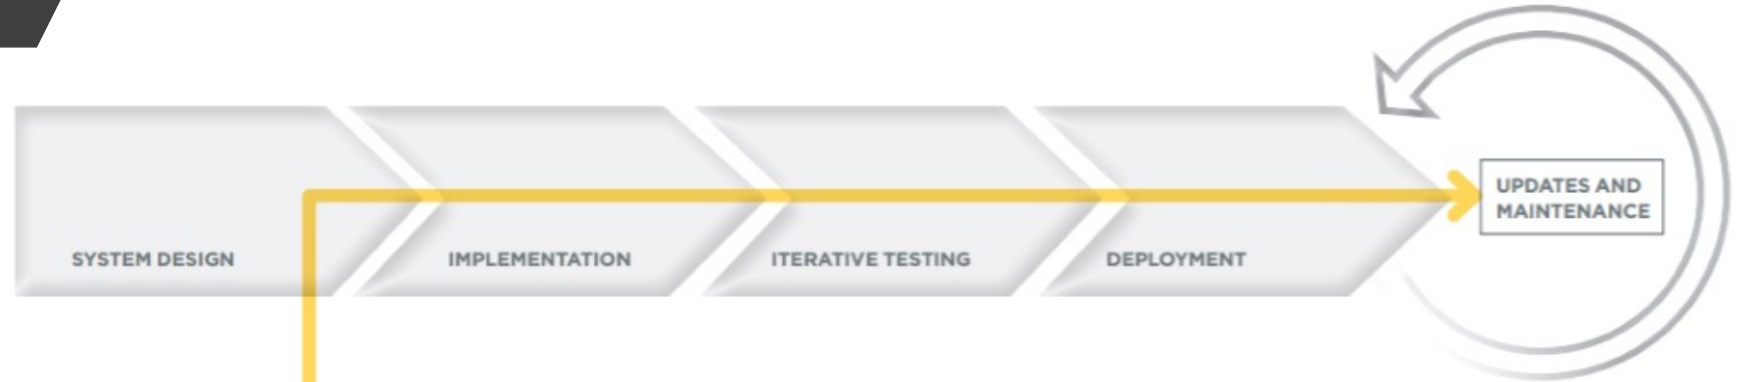 SYSTEM DESIGN
IMPLEMENTATION
ITERATIVE TESTING
DEPLOYMENT
UPDATES AND
MAINTENANCE